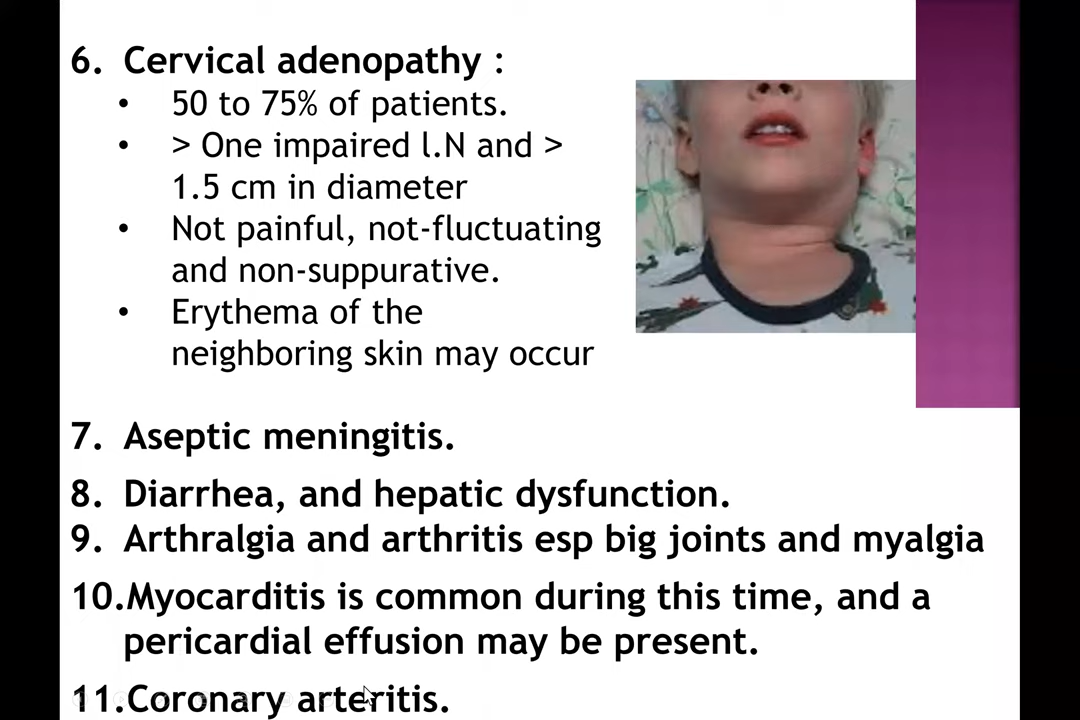 6. Cervical adenopathy :
• 50 to 75% of patients.
• > One impaired l.N and >
1.5 cm in diameter
• Not painful, not-fluctuating
and non-suppurative.
• Erythema of the
neighboring skin may occur
7. Aseptic meningitis.
8. Diarrhea, and hepatic dysfunction.
9. Arthralgia and arthritis esp big joints and myalgia
10.Myocarditis is common during this time, and a
pericardial effusion may be present.
11.Coronary arteritis.